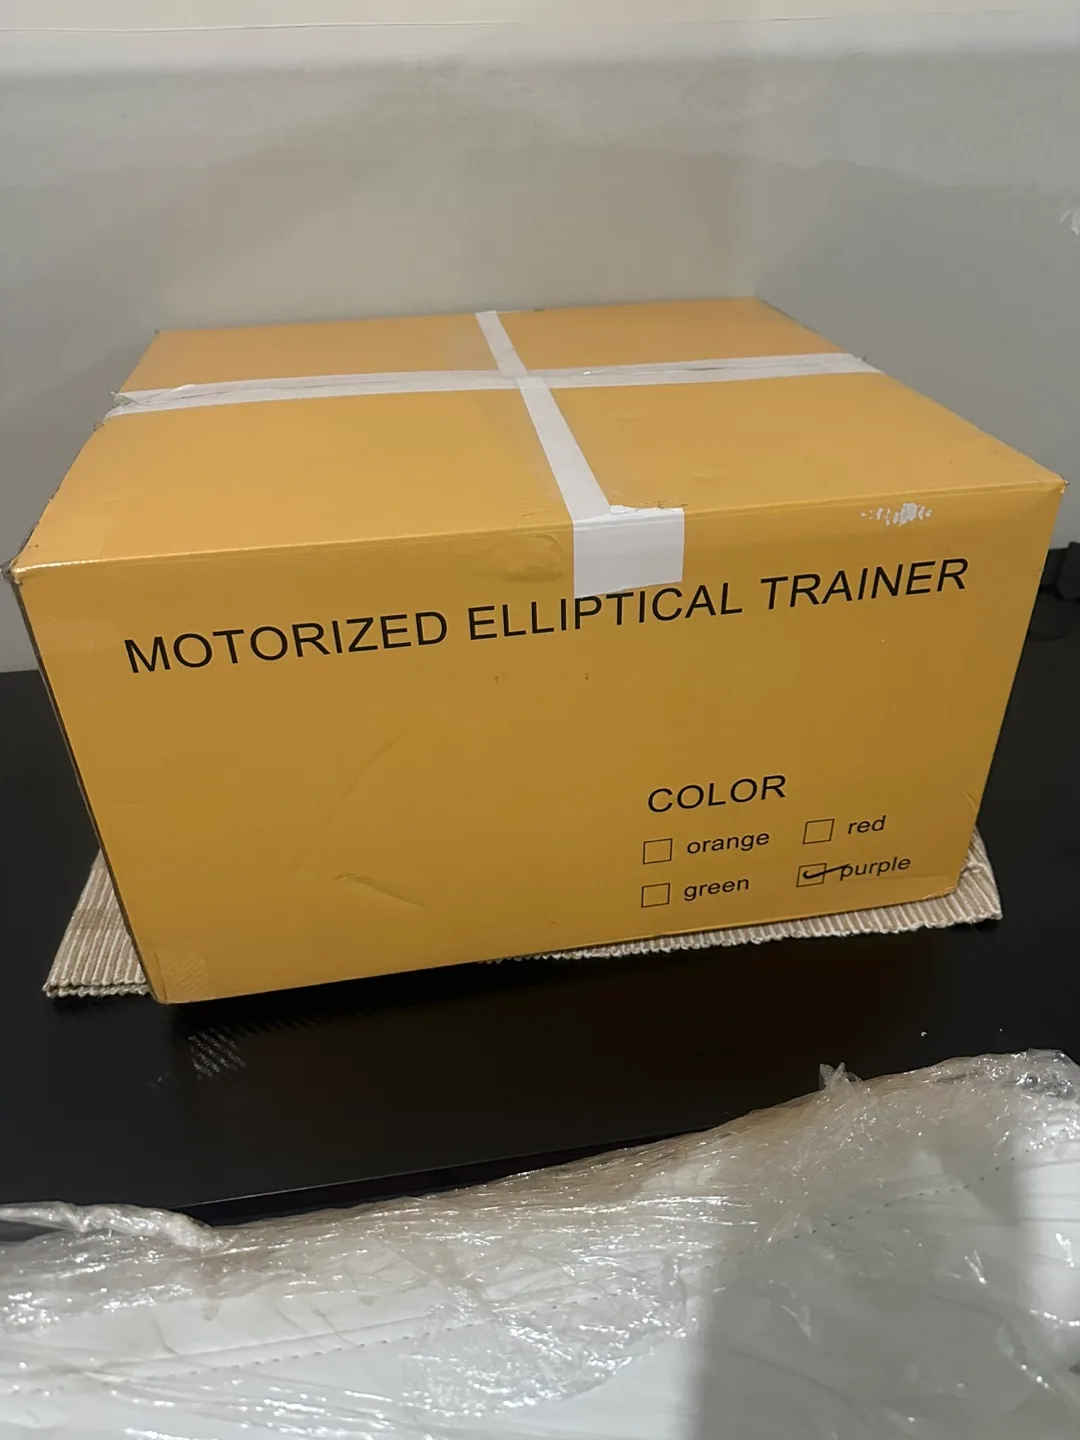 MOTORIZED ELLIPTICAL TRAINER
COLOR
orange red
green purple